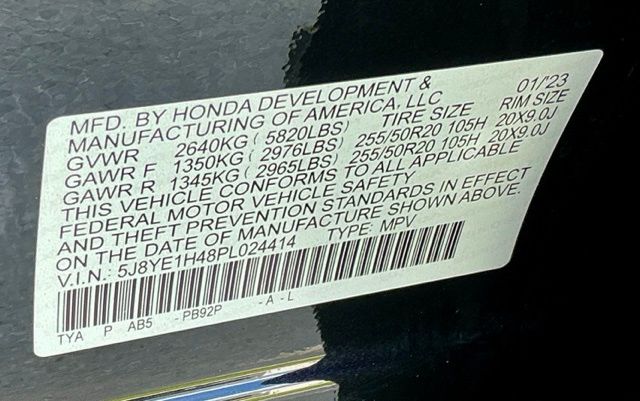 MFD. BY HONDA DEVELOPMENT & 01/'23
MANUFACTURING OF AMERICA, LLC
GVWR 2640KG ( 5820LBS) TIRE SIZE RIM SIZE
GAWR F 1350KG ( 2976LBS) 255/50R20 105H 20X9.0J
GAWR R 1345KG ( 2965LBS) 255/50R20 105H 20X9.0J
THIS VEHICLE CONFORMS TO ALL APPLICABLE
FEDERAL MOTOR VEHICLE SAFETY
AND THEFT PREVENTION STANDARDS IN EFFECT
ON THE DATE OF MANUFACTURE SHOWN ABOVE.
V.I.N.: 5J8YE1H48PL024414 TYPE: MPV
TYA P AB5 - PB92P - A - L